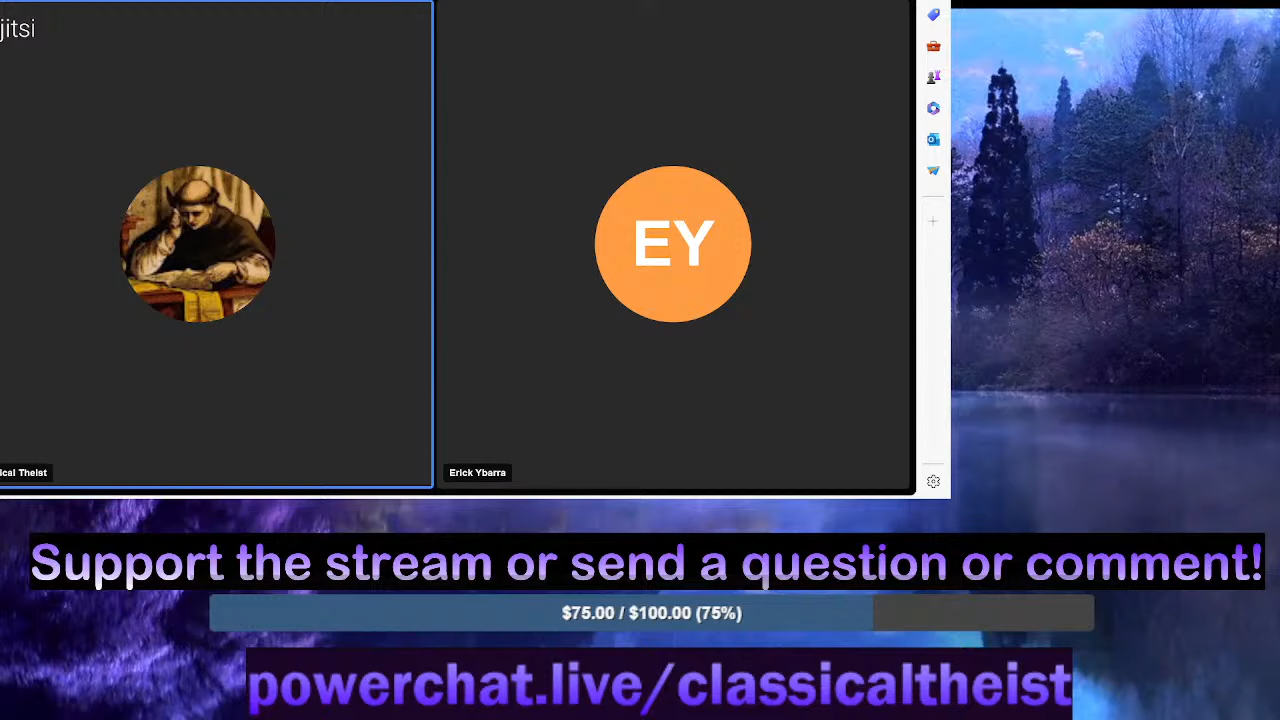 jitsi
EY
ical Theist
Erick Ybarra
Support the stream or send a question or comment!
$75.00 / $100.00 (75%)
powerchat.live/classicaltheist